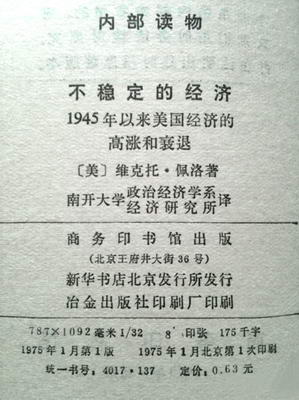 内部读物
不稳定的经济
1945年以来美国经济的
高涨和衰退
〔美〕维克托·佩洛著
南开大学政治经济学系经济研究所译
商务印书馆出版
(北京王府井大街36号)
新华书店北京发行所发行
冶金出版社印刷厂印刷
787×1092毫米1/32 8印张 175千字
1975年1月第1版 1975年1月北京第1次印刷
统一书号:4017·137 定价:0.63元